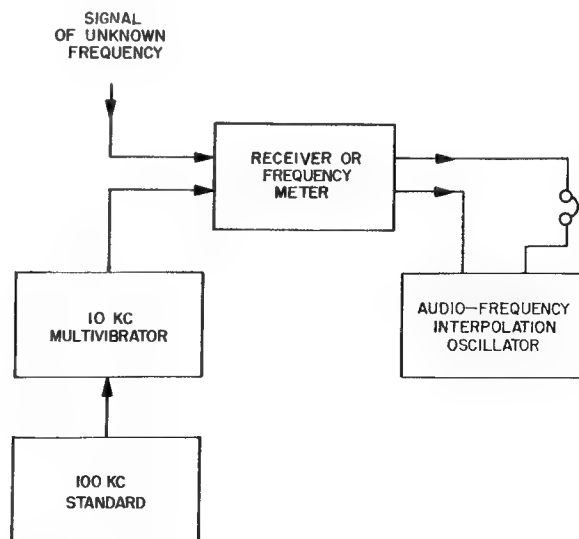 SIGNAL
OF UNKNOWN
FREQUENCY
RECEIVER OR
FREQUENCY
METER
10 KC
MULTIVIBRATOR
AUDIO-FREQUENCY
INTERPOLATION
OSCILLATOR
100 KC
STANDARD